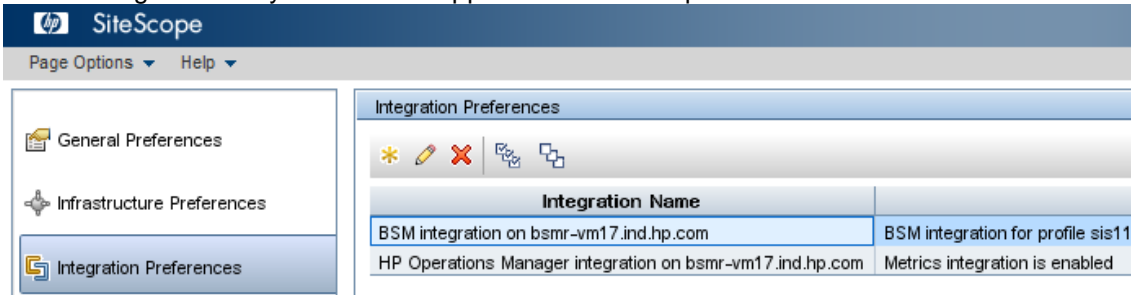 hp SiteScope
Page Options Help
Integration Preferences
General Preferences
Infrastructure Preferences
Integration Name
BSM integration on bsmr-vm17.ind.hp.com BSM integration for profile sis11
Integration Preferences
HP Operations Manager integration on bsmr-vm17.ind.hp.com Metrics integration is enabled